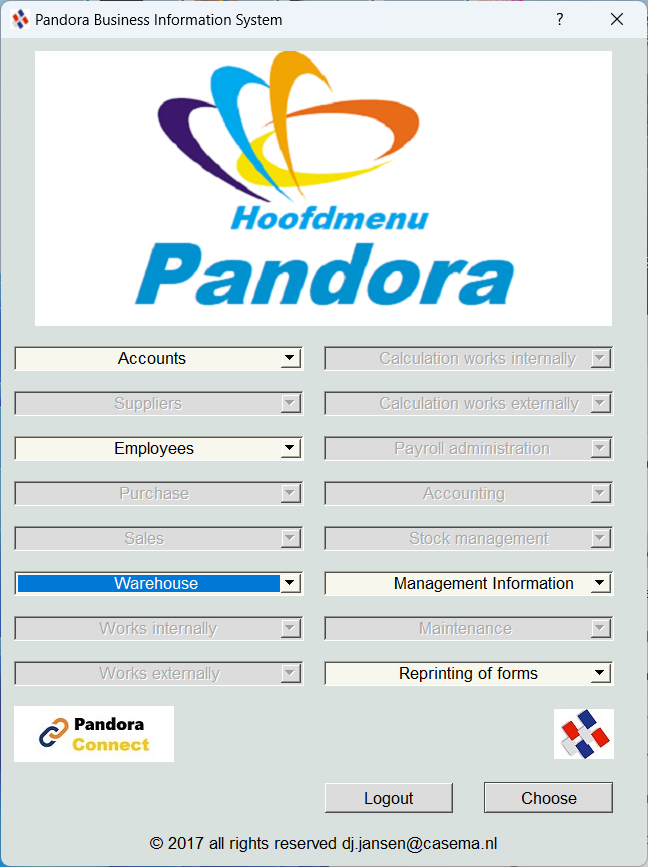 Pandora Business Information System
?
Hoofdmenu
Pandora
Accounts
Calculation works internally
Suppliers
Calculation works externally
Employees
Payroll administration
Purchase
Accounting
Sales
Stock management
Warehouse
Management Information
Works internally
Maintenance
Works externally
Reprinting of forms
Pandora
Connect
Logout
Choose
© 2017 all rights reserved dj.jansen@casema.nl